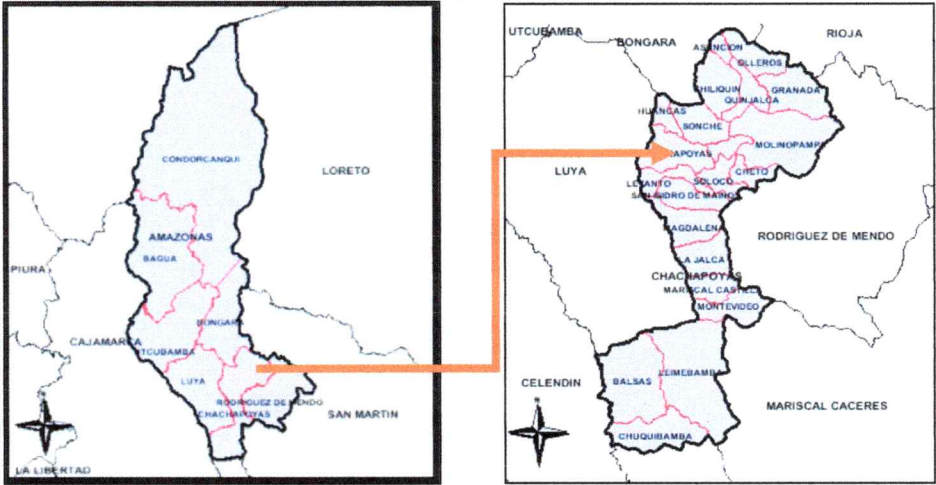 CONDORCANQUI
LORETO
AMAZONAS
BAGUA
PIURA
BONGARA
CAJAMARCA
UTCUBAMBA
LUYA
RODRIGUEZ DE MENDO
CHACHAPOYAS
SAN MARTIN
N
LA LIBERTAD
UTCUBAMBA
BONGARA
RIOJA
ASUNCION
OLLEROS
CHILIQUIN
GRANADA
QUINJALCA
HUANCAS
SONCHE
MOLINOPAMPA
APOYAS
LUYA
CHETO
SOLOCO
LEVANTO
SAN ISIDRO DE MAINO
MAGDALENA
RODRIGUEZ DE MENDO
LA JALCA
CHACHAPOYAS
MARISCAL CASTILLA
MONTEVIDEO
CELENDIN
BALSAS
LEIMEBAMBA
MARISCAL CACERES
N
CHUQUIBAMBA